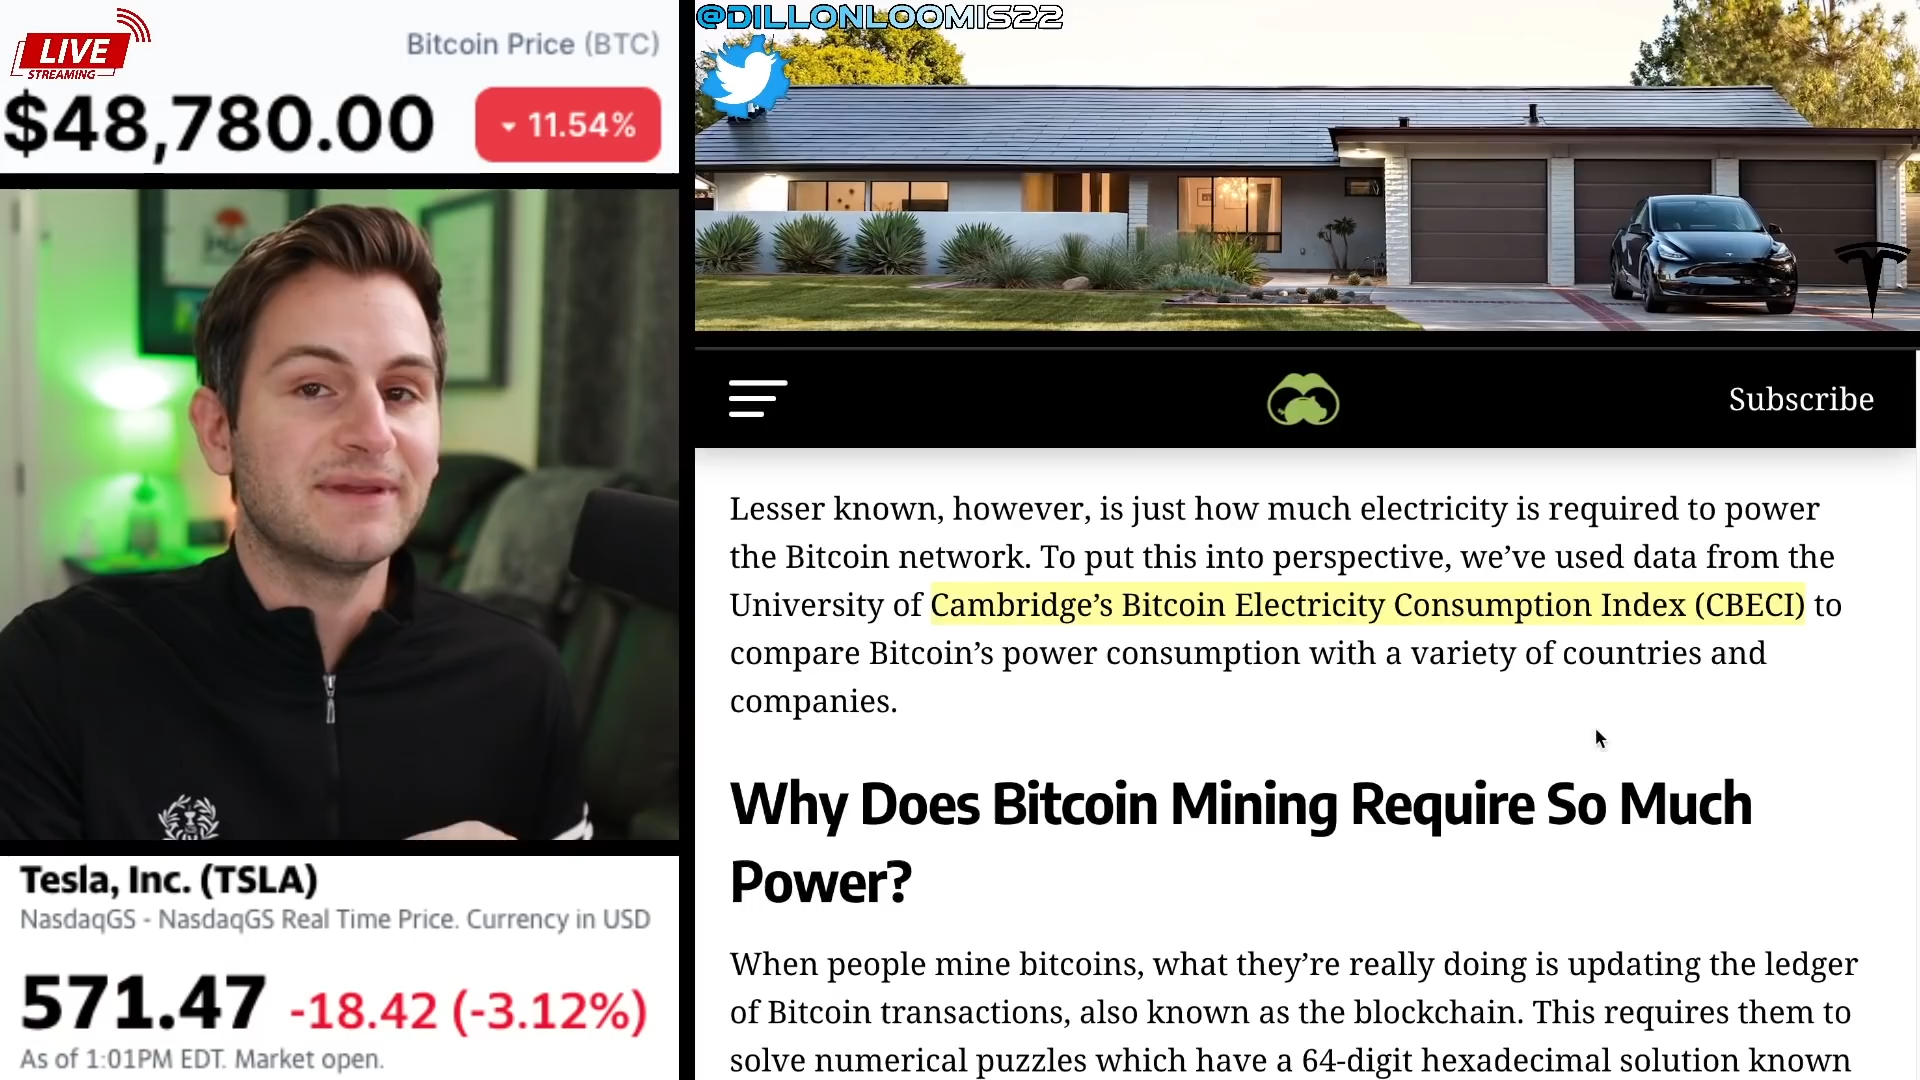 LIVE
STREAMING
Bitcoin Price (BTC)
$48,780.00
11.54%
Tesla, Inc. (TSLA)
NasdaqGS - NasdaqGS Real Time Price. Currency in USD
571.47 -18.42 (-3.12%)
As of 1:01PM EDT. Market open.
@DILLONLOOMIS22
Subscribe
Lesser known, however, is just how much electricity is required to power
the Bitcoin network. To put this into perspective, we’ve used data from the
University of Cambridge’s Bitcoin Electricity Consumption Index (CBECI) to
compare Bitcoin’s power consumption with a variety of countries and
companies.
Why Does Bitcoin Mining Require So Much
Power?
When people mine bitcoins, what they’re really doing is updating the ledger
of Bitcoin transactions, also known as the blockchain. This requires them to
solve numerical puzzles which have a 64-digit hexadecimal solution known